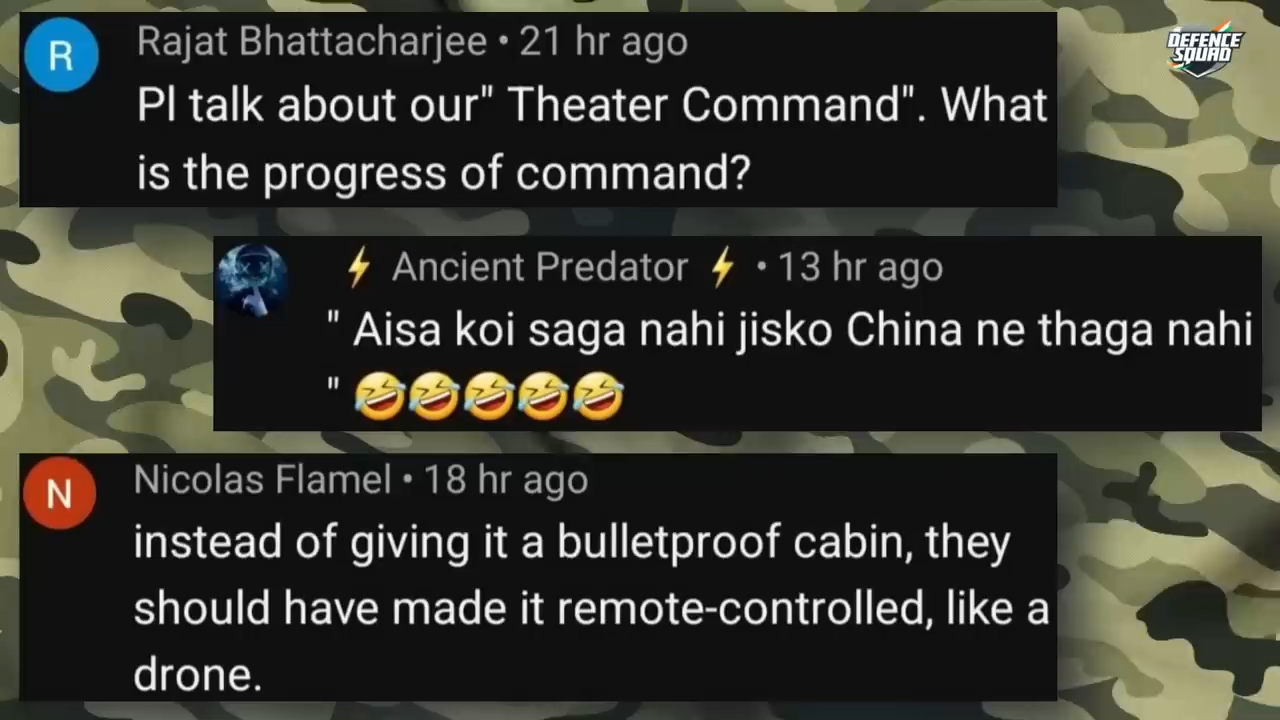 R
Rajat Bhattacharjee • 21 hr ago
Pl talk about our" Theater Command". What
is the progress of command?
DEFENCE
SQUAD
⚡ Ancient Predator ⚡ • 13 hr ago
" Aisa koi saga nahi jisko China ne thaga nahi
" 🤣🤣🤣🤣🤣
N
Nicolas Flamel • 18 hr ago
instead of giving it a bulletproof cabin, they
should have made it remote-controlled, like a
drone.